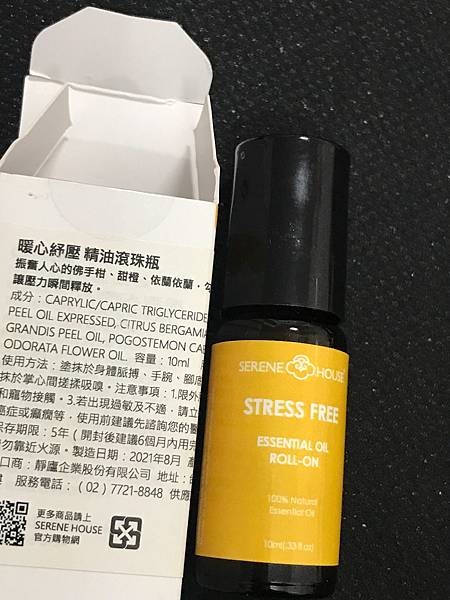 暖心紓壓 精油滾珠瓶
振奮人心的佛手柑、甜橙、依蘭依蘭，
讓壓力瞬間釋放。
成分：CAPRYLIC/CAPRIC TRIGLYCERIDE
PEEL OIL EXPRESSED, CITRUS BERGAMIA
GRANDIS PEEL OIL, POGOSTEMON CAB
ODORATA FLOWER OIL. 容量：10ml
使用方法：塗抹於身體脈搏、手腕、腳底
抹於掌心間搓揉吸嗅。注意事項：1.限外
和寵物接觸。3.若出現過敏及不適，請立
癌症或癲癇等，使用前建議先諮詢您的醫
保存期限：5年（開封後建議6個月內用完
勿靠近火源。製造日期：2021年8月 產
口商：靜廬企業股份有限公司 地址：
服務電話：（02）7721-8848 供應
更多商品請上
SERENE HOUSE
官方購物網
SERENE HOUSE
STRESS FREE
ESSENTIAL OIL
ROLL-ON
100% Natural
Essential Oil
10ml(.33 fl oz)